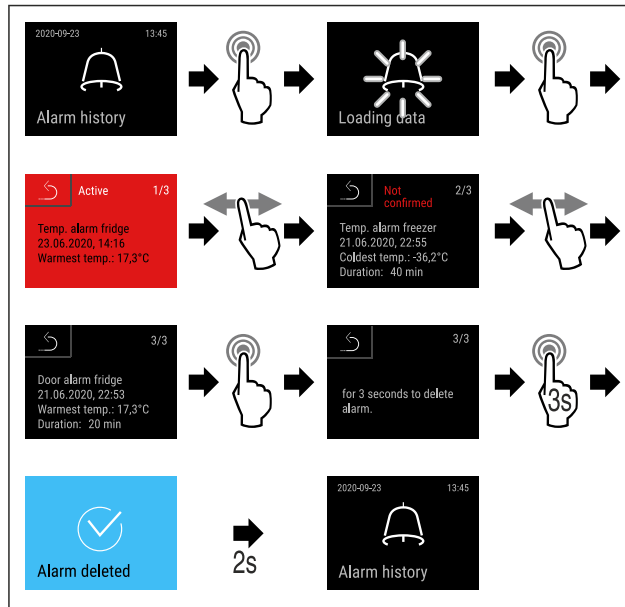 2020-09-23 13:45
Alarm history
Loading data
Active 1/3
Temp. alarm fridge
23.06.2020, 14:16
Warmest temp.: 17,3°C
Not
confirmed
2/3
Temp. alarm freezer
21.06.2020, 22:55
Coldest temp.: -36,2°C
Duration: 40 min
3/3
Door alarm fridge
21.06.2020, 22:53
Warmest temp.: 17,3°C
Duration: 20 min
3/3
for 3 seconds to delete
alarm.
3s
Alarm deleted
2s
2020-09-23 13:45
Alarm history